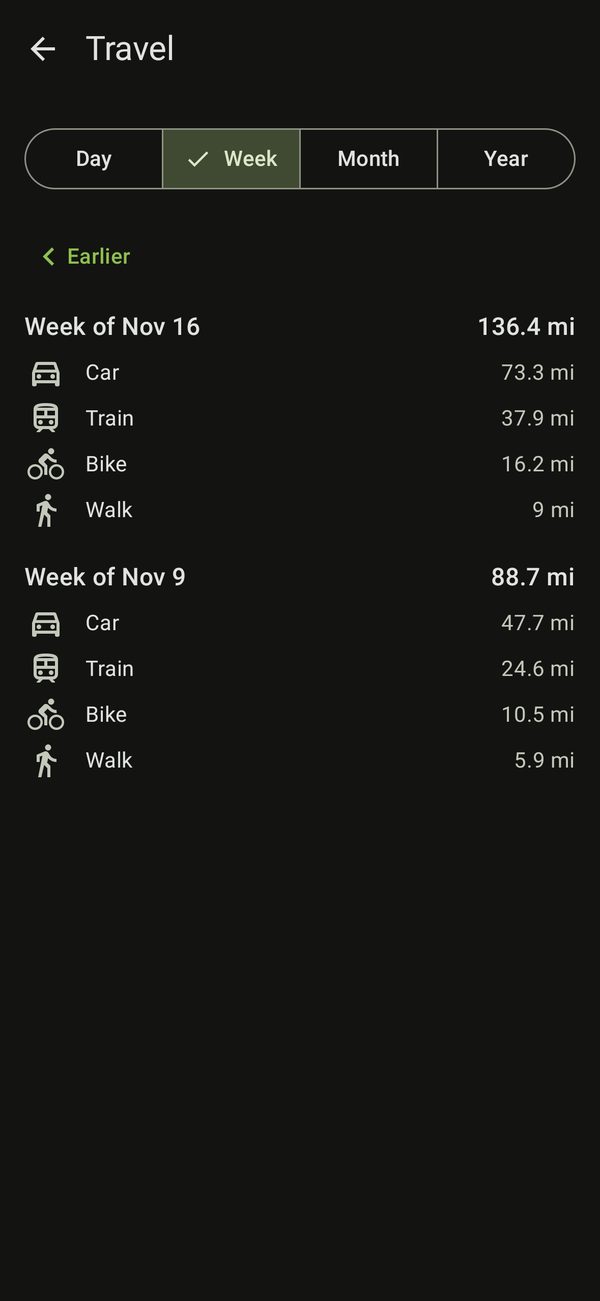 Travel
Day Week Month Year
Earlier
Week of Nov 16 136.4 mi
Car 73.3 mi
Train 37.9 mi
Bike 16.2 mi
Walk 9 mi
Week of Nov 9 88.7 mi
Car 47.7 mi
Train 24.6 mi
Bike 10.5 mi
Walk 5.9 mi